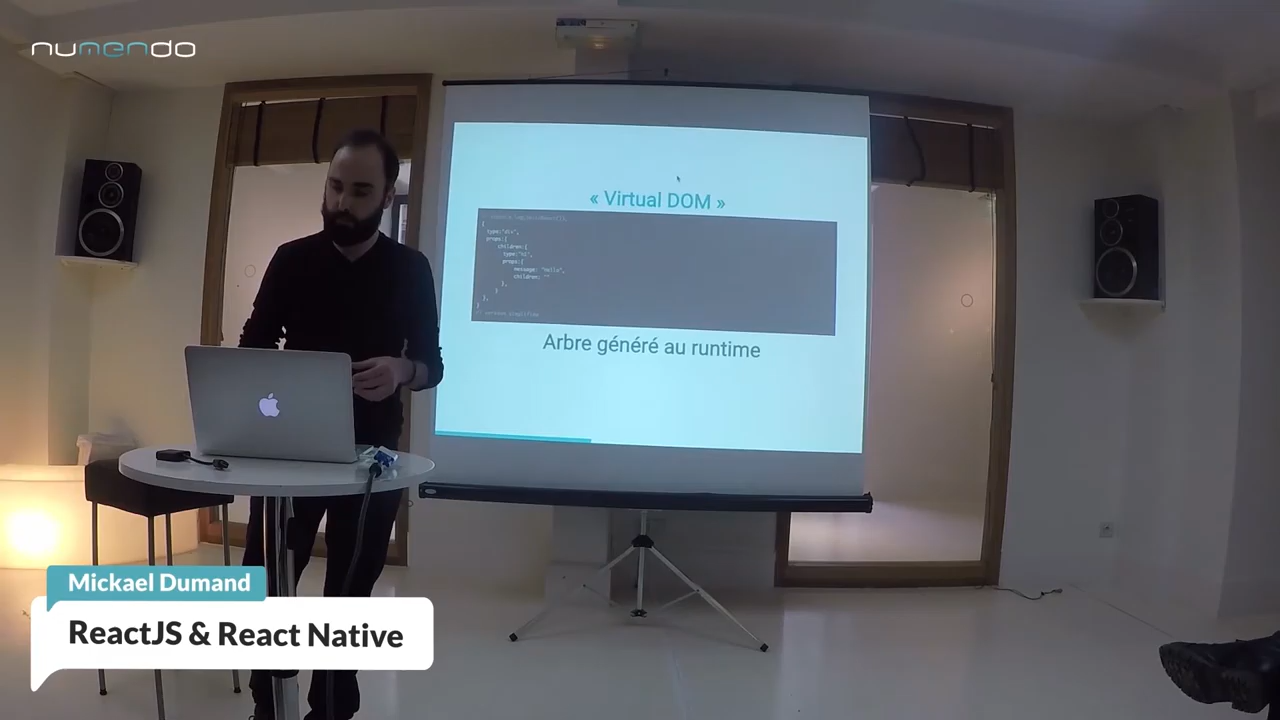 numendo
« Virtual DOM »
{
type:"div",
props:{
children:{
type:"h1",
props:{
message: "hello",
children: ""
},
}
},
}
Arbre généré au runtime
Mickael Dumand
ReactJS & React Native